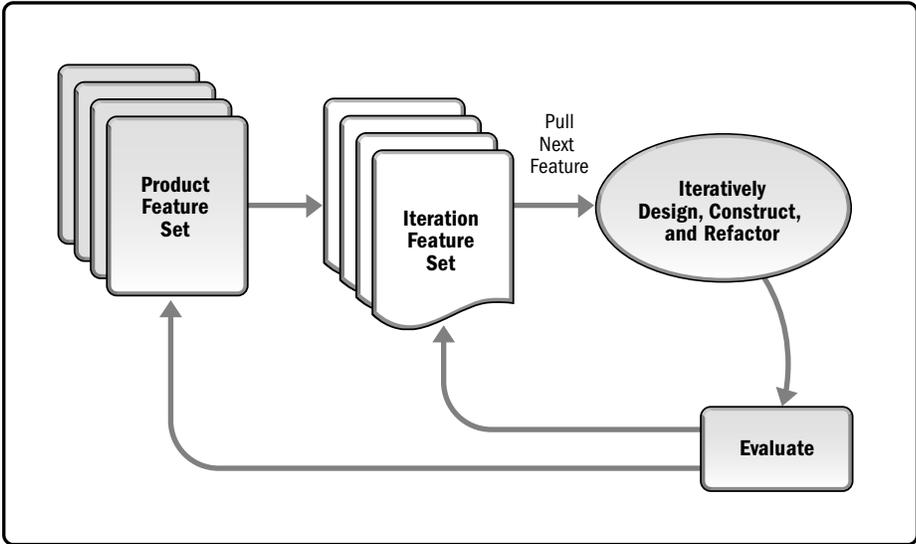 Product
Feature
Set
Iteration
Feature
Set
Pull
Next
Feature
Iteratively
Design, Construct,
and Refactor
Evaluate